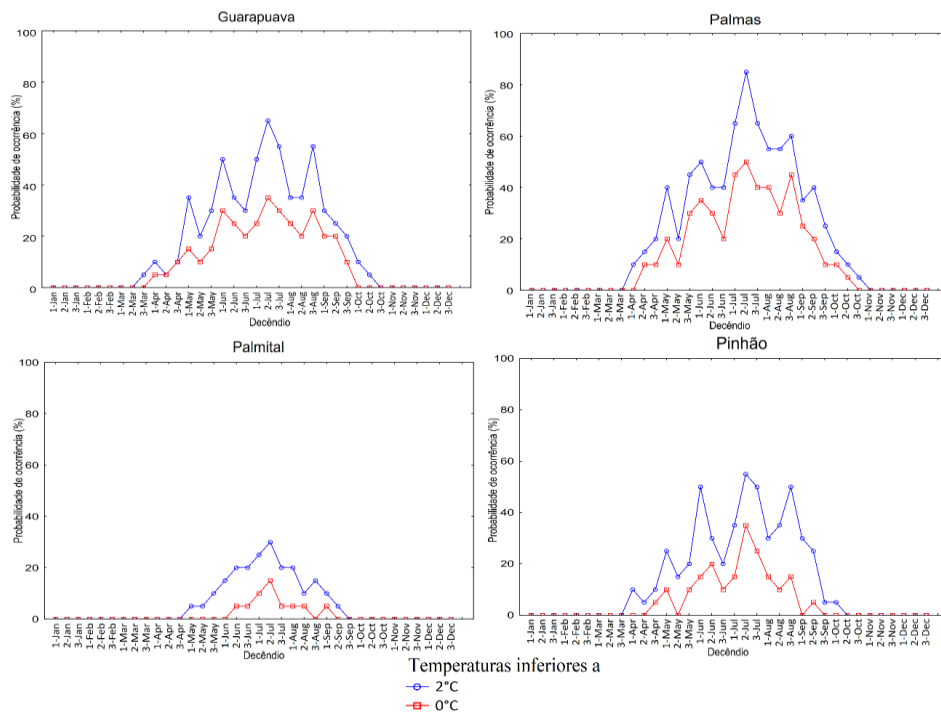 Guarapuava
Probabilidade de ocorrência (%)
100
80
60
40
20
0
1-Jan 2-Jan 3-Jan 1-Feb 2-Feb 3-Feb 1-Mar 2-Mar 3-Mar 1-Apr 2-Apr 3-Apr 1-May 2-May 3-May 1-Jun 2-Jun 3-Jun 1-Jul 2-Jul 3-Jul 1-Aug 2-Aug 3-Aug 1-Sep 2-Sep 3-Sep 1-Oct 2-Oct 3-Oct 1-Nov 2-Nov 3-Nov 1-Dec 2-Dec 3-Dec
Decêndio
Palmas
Probabilidade de ocorrência (%)
100
80
60
40
20
0
1-Jan 2-Jan 3-Jan 1-Feb 2-Feb 3-Feb 1-Mar 2-Mar 3-Mar 1-Apr 2-Apr 3-Apr 1-May 2-May 3-May 1-Jun 2-Jun 3-Jun 1-Jul 2-Jul 3-Jul 1-Aug 2-Aug 3-Aug 1-Sep 2-Sep 3-Sep 1-Oct 2-Oct 3-Oct 1-Nov 2-Nov 3-Nov 1-Dec 2-Dec 3-Dec
Decêndio
Palmital
Probabilidade de ocorrência (%)
100
80
60
40
20
0
1-Jan 2-Jan 3-Jan 1-Feb 2-Feb 3-Feb 1-Mar 2-Mar 3-Mar 1-Apr 2-Apr 3-Apr 1-May 2-May 3-May 1-Jun 2-Jun 3-Jun 1-Jul 2-Jul 3-Jul 1-Aug 2-Aug 3-Aug 1-Sep 2-Sep 3-Sep 1-Oct 2-Oct 3-Oct 1-Nov 2-Nov 3-Nov 1-Dec 2-Dec 3-Dec
Decêndio
Pinhão
Probabilidade de ocorrência (%)
100
80
60
40
20
0
1-Jan 2-Jan 3-Jan 1-Feb 2-Feb 3-Feb 1-Mar 2-Mar 3-Mar 1-Apr 2-Apr 3-Apr 1-May 2-May 3-May 1-Jun 2-Jun 3-Jun 1-Jul 2-Jul 3-Jul 1-Aug 2-Aug 3-Aug 1-Sep 2-Sep 3-Sep 1-Oct 2-Oct 3-Oct 1-Nov 2-Nov 3-Nov 1-Dec 2-Dec 3-Dec
Decêndio
Temperaturas inferiores a
2°C
0°C